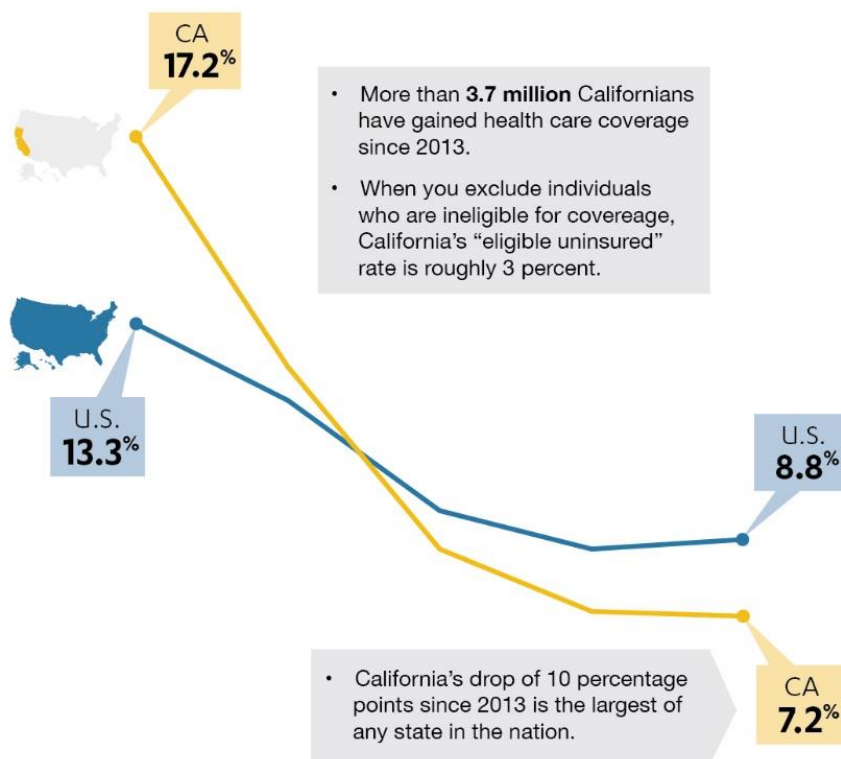 CA
17.2%
• More than 3.7 million Californians
have gained health care coverage
since 2013.
• When you exclude individuals
who are ineligible for covereage,
California’s “eligible uninsured”
rate is roughly 3 percent.
U.S.
13.3%
U.S.
8.8%
• California’s drop of 10 percentage
points since 2013 is the largest of
any state in the nation.
CA
7.2%